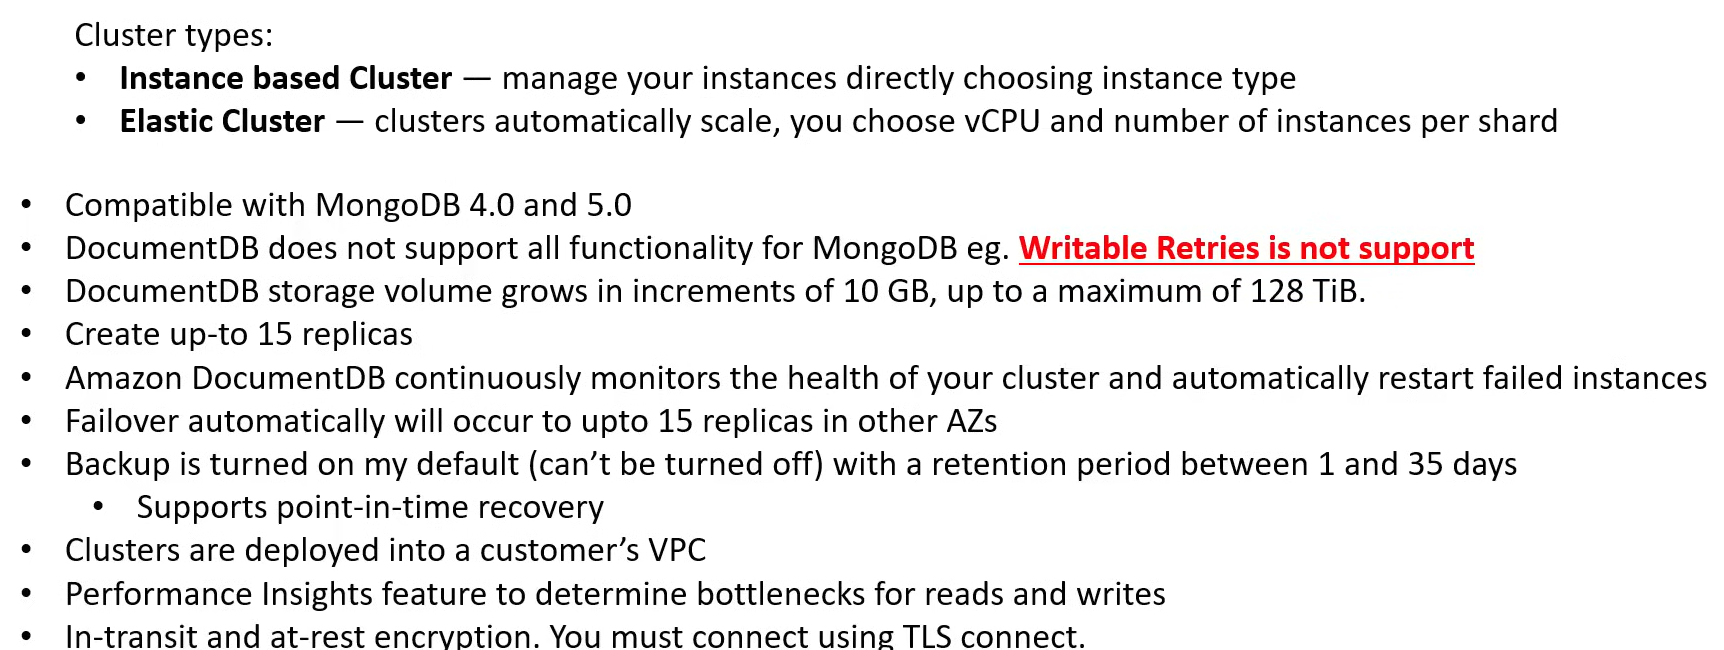 Cluster types:
• Instance based Cluster — manage your instances directly choosing instance type
• Elastic Cluster — clusters automatically scale, you choose vCPU and number of instances per shard
• Compatible with MongoDB 4.0 and 5.0
• DocumentDB does not support all functionality for MongoDB eg. Writable Retries is not support
• DocumentDB storage volume grows in increments of 10 GB, up to a maximum of 128 TiB.
• Create up-to 15 replicas
• Amazon DocumentDB continuously monitors the health of your cluster and automatically restart failed instances
• Failover automatically will occur to upto 15 replicas in other AZs
• Backup is turned on my default (can’t be turned off) with a retention period between 1 and 35 days
• Supports point-in-time recovery
• Clusters are deployed into a customer’s VPC
• Performance Insights feature to determine bottlenecks for reads and writes
• In-transit and at-rest encryption. You must connect using TLS connect.